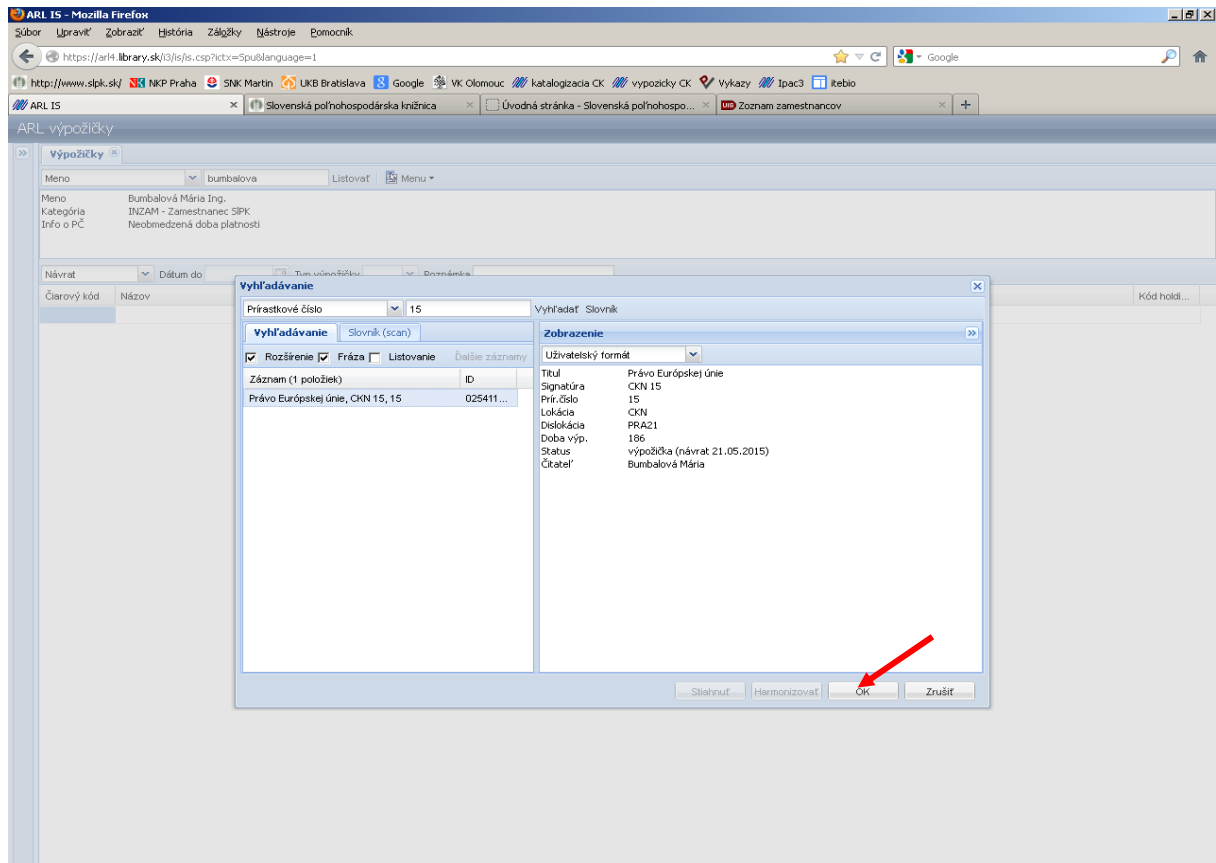 ARL IS - Mozilla Firefox
Súbor Upraviť Zobraziť História Záložky Nástroje Pomocník
https://arl4.library.sk/i3/is/is.csp?ictx=Spu&language=1 Google
http://www.slpk.sk/ NKP Praha SNK Martin UKB Bratislava Google VK Olomouc katalogizacia CK vypozicky CK Vykazy Ipac3 itebio
ARL IS Slovenská poľnohospodárska knižnica Úvodná stránka - Slovenská poľnohospo... Zoznam zamestnancov
ARL výpožičky
Výpožičky
Meno bumbalova Listovať Menu
Meno Bumbalová Mária Ing.
Kategória INZAM - Zamestnanec SlPK
Info o PČ Neobmedzená doba platnosti
Návrat Dátum do Typ výpožičky Poznámka
Čiarový kód Názov Kód holdi...
Vyhľadávanie
Prírastkové číslo 15 Vyhľadať Slovník
Vyhľadávanie Slovník (scan)
Rozšírenie Fráza Listovanie Ďalšie záznamy
Záznam (1 položiek) ID
Právo Európskej únie, CKN 15, 15 025411...
Zobrazenie
Uživatelský formát
Titul Právo Európskej únie
Signatúra CKN 15
Prír.číslo 15
Lokácia CKN
Dislokácia PRA21
Doba výp. 186
Status výpožička (návrat 21.05.2015)
Čitateľ Bumbalová Mária
Stiahnuť Harmonizovať OK Zrušiť